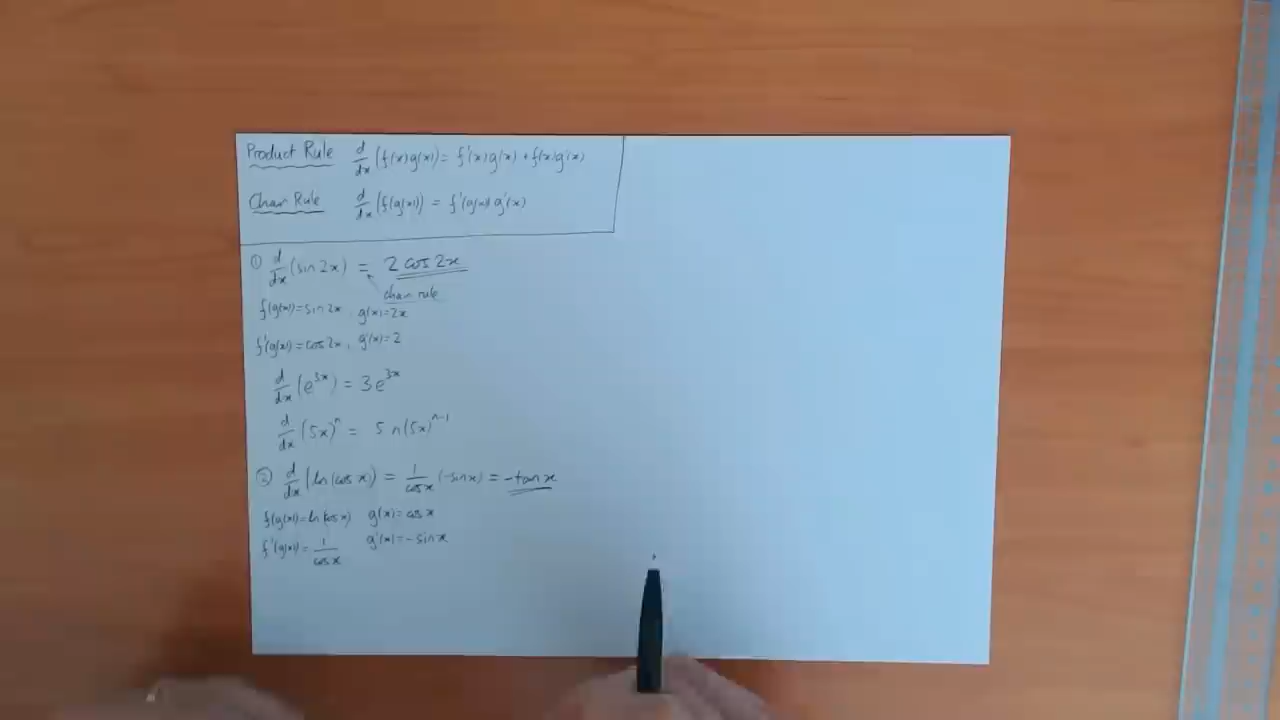 Product Rule d/dx (f(x)g(x)) = f'(x)g(x) + f(x)g'(x)
Chain Rule d/dx (f(g(x))) = f'(g(x)) g'(x)
① d/dx (sin 2x) = 2 cos 2x
chain rule
f(g(x)) = sin 2x, g(x) = 2x
f'(g(x)) = cos 2x, g'(x) = 2
d/dx (e^{3x}) = 3e^{3x}
d/dx (5x)^n = 5 n(5x)^{n-1}
② d/dx (ln(cos x)) = 1/cos x (-sin x) = -tan x
f(g(x)) = ln(cos x) g(x) = cos x
f'(g(x)) = 1/cos x g'(x) = -sin x